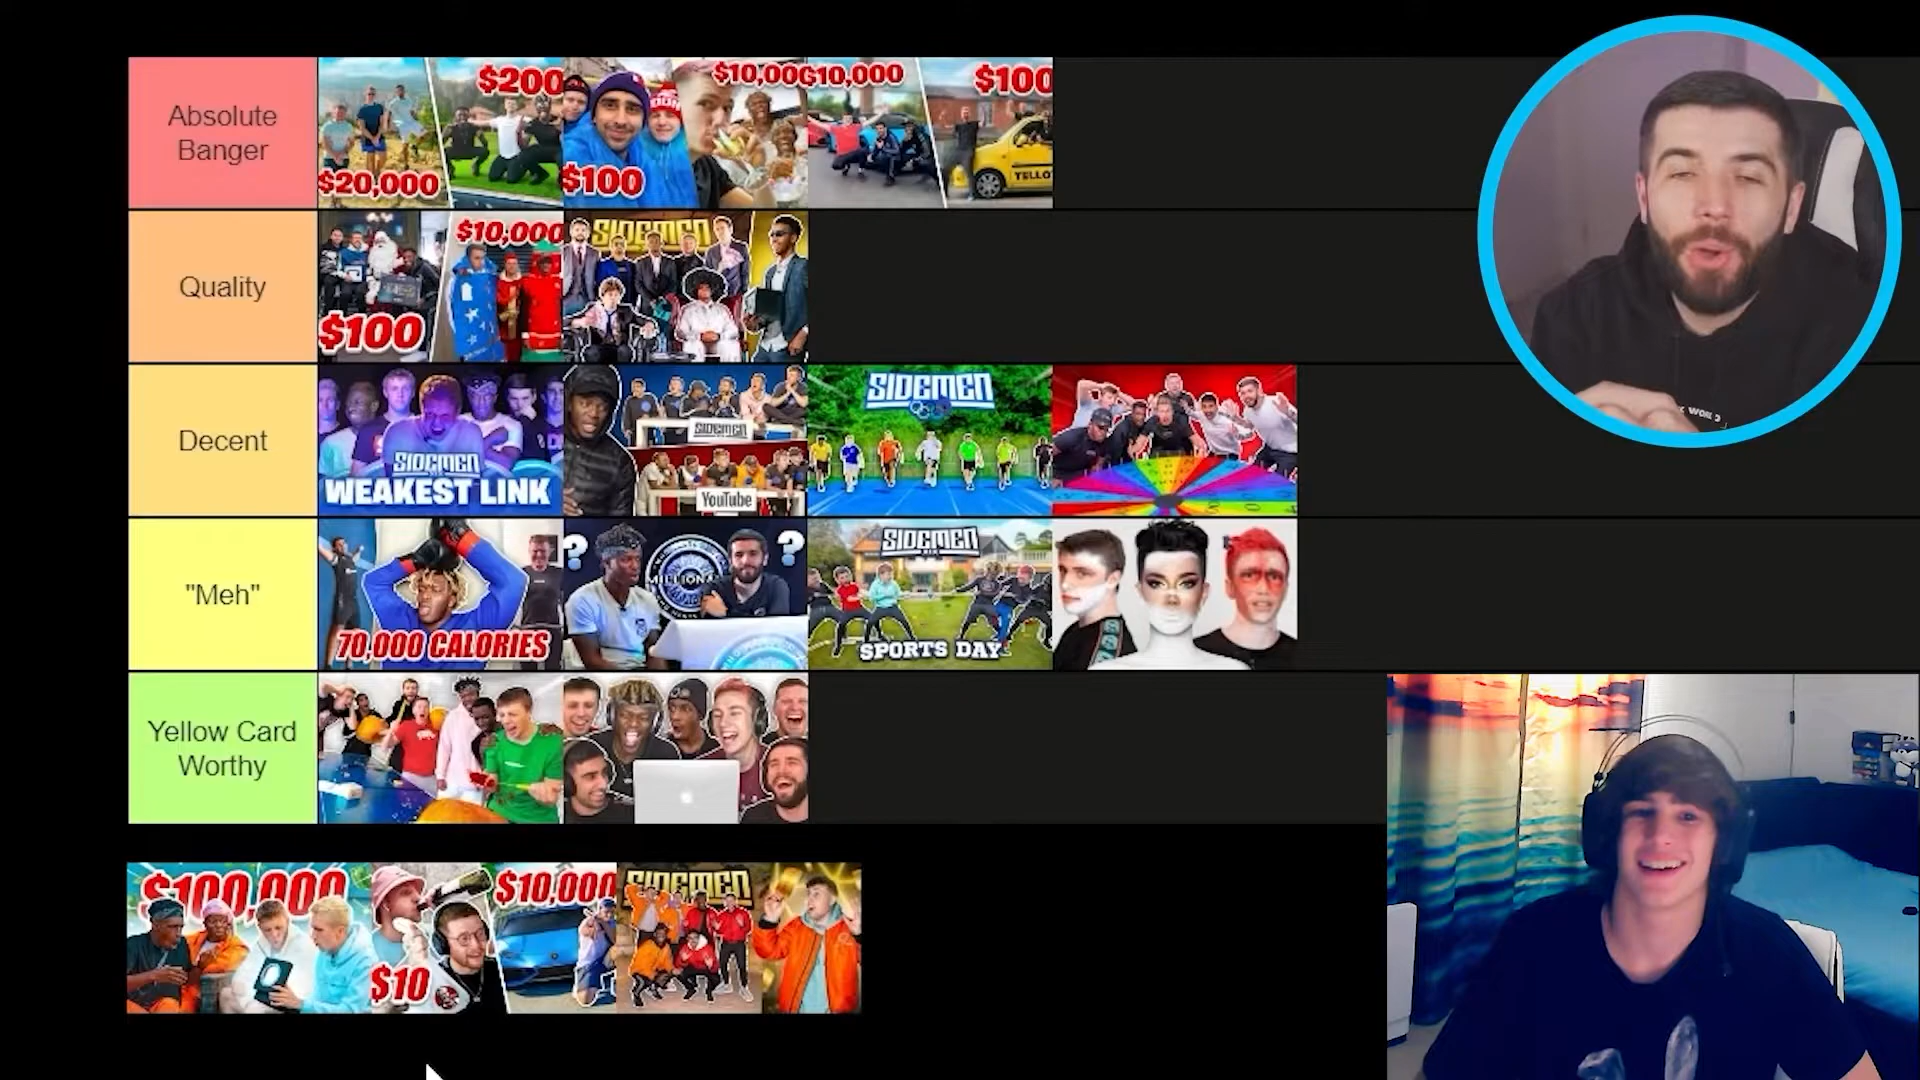 Absolute
Banger
$20,000
$200
$100
$10,000
$10,000
$100
YELLO
Quality
$100
$10,000
SIDEMEN
Decent
SIDEMEN
WEAKEST LINK
SIDEMEN
YouTube
SIDEMEN
"Meh"
70,000 CALORIES
?
MILLIONA
?
SIDEMEN
SPORTS DAY
Yellow Card
Worthy
$100,000
$10
$10,000
SIDEMEN